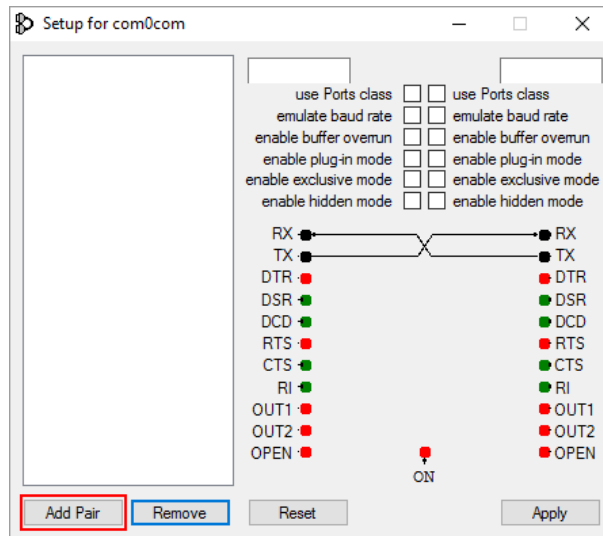 Setup for com0com
use Ports class use Ports class
emulate baud rate emulate baud rate
enable buffer overrun enable buffer overrun
enable plug-in mode enable plug-in mode
enable exclusive mode enable exclusive mode
enable hidden mode enable hidden mode
RX RX
TX TX
DTR DTR
DSR DSR
DCD DCD
RTS RTS
CTS CTS
RI RI
OUT1 OUT1
OUT2 OUT2
OPEN OPEN
ON
Add Pair Remove Reset Apply